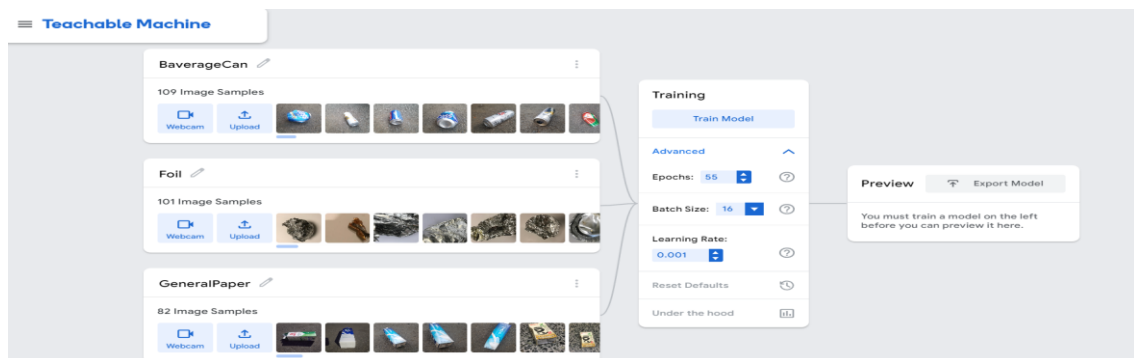 Teachable Machine
BaverageCan
109 Image Samples
Webcam
Upload
Foil
101 Image Samples
Webcam
Upload
GeneralPaper
82 Image Samples
Webcam
Upload
Training
Train Model
Advanced
Epochs: 55
Batch Size: 16
Learning Rate:
0.001
Reset Defaults
Under the hood
Preview
Export Model
You must train a model on the left
before you can preview it here.